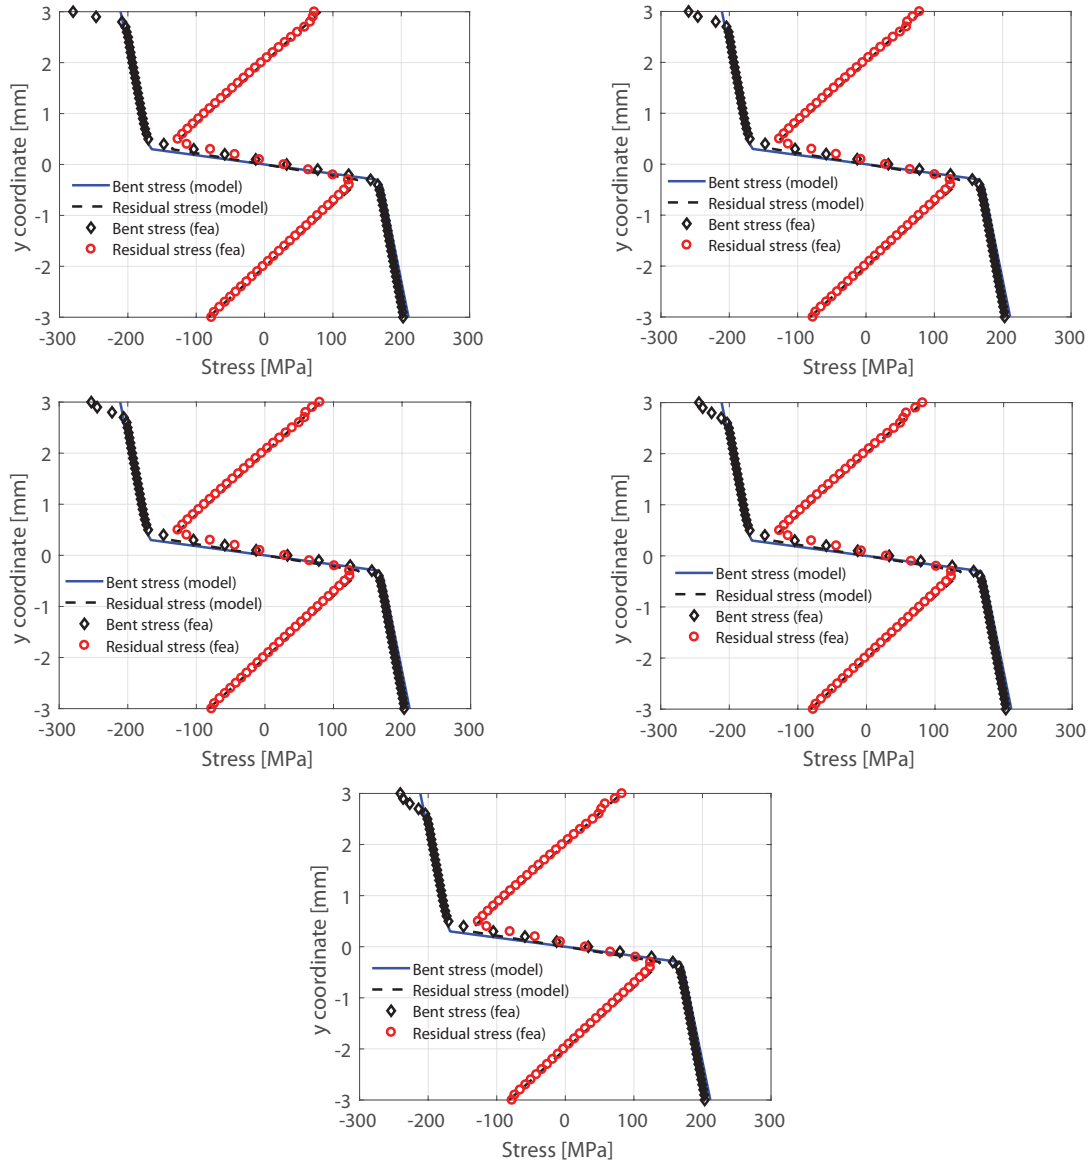 3
2
1
0
-1
-2
-3
y coordinate [mm]
Bent stress (model)
Residual stress (model)
Bent stress (fea)
Residual stress (fea)
-300 -200 -100 0 100 200 300
Stress [MPa]
3
2
1
0
-1
-2
-3
y coordinate [mm]
Bent stress (model)
Residual stress (model)
Bent stress (fea)
Residual stress (fea)
-300 -200 -100 0 100 200 300
Stress [MPa]
3
2
1
0
-1
-2
-3
y coordinate [mm]
Bent stress (model)
Residual stress (model)
Bent stress (fea)
Residual stress (fea)
-300 -200 -100 0 100 200 300
Stress [MPa]
3
2
1
0
-1
-2
-3
y coordinate [mm]
Bent stress (model)
Residual stress (model)
Bent stress (fea)
Residual stress (fea)
-300 -200 -100 0 100 200 300
Stress [MPa]
3
2
1
0
-1
-2
-3
y coordinate [mm]
Bent stress (model)
Residual stress (model)
Bent stress (fea)
Residual stress (fea)
-300 -200 -100 0 100 200 300
Stress [MPa]